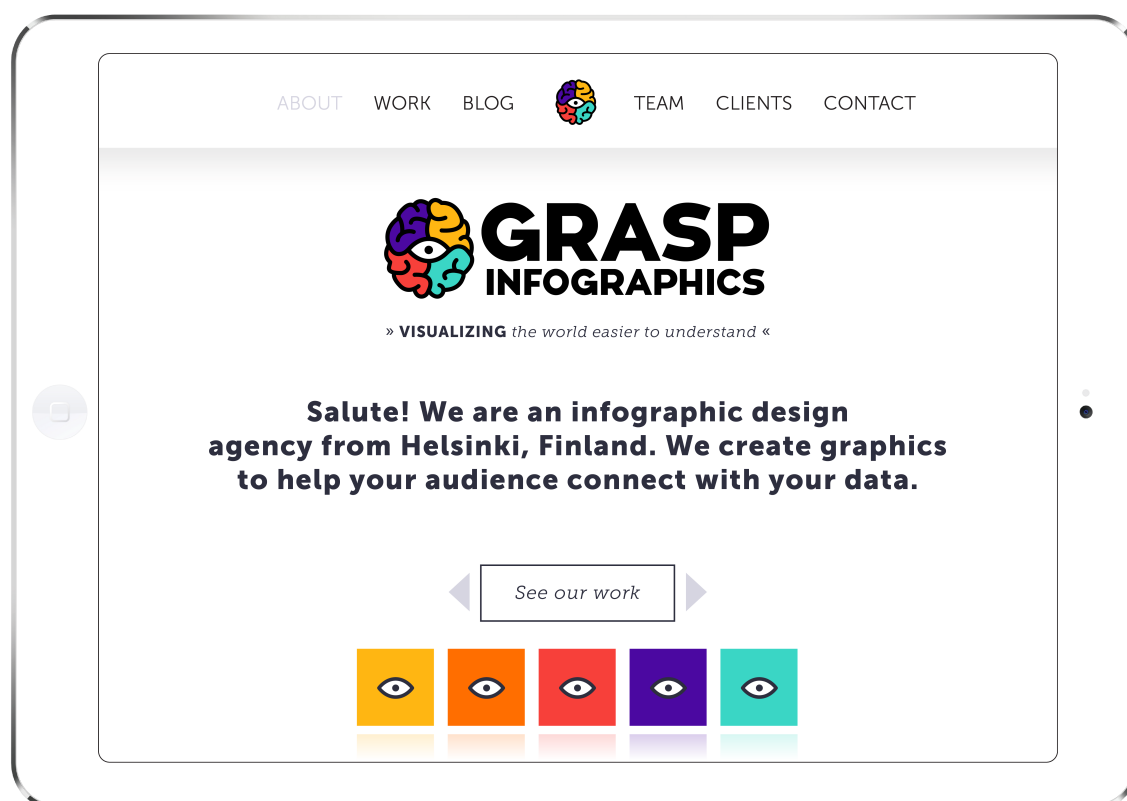 ABOUT WORK BLOG TEAM CLIENTS CONTACT
GRASP
INFOGRAPHICS
» VISUALIZING the world easier to understand «
Salute! We are an infographic design
agency from Helsinki, Finland. We create graphics
to help your audience connect with your data.
See our work